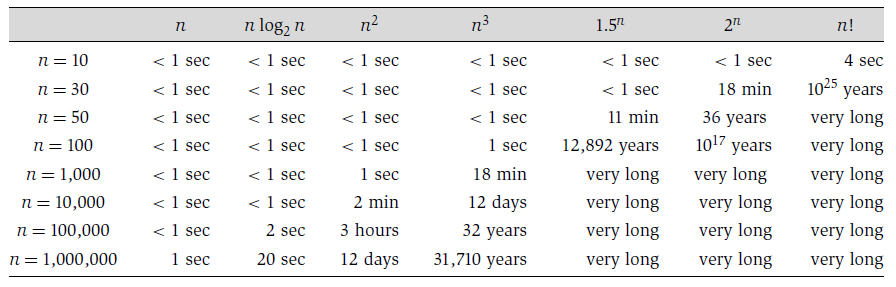 n n log₂ n n² n³ 1.5ⁿ 2ⁿ n!
n = 10 < 1 sec < 1 sec < 1 sec < 1 sec < 1 sec < 1 sec 4 sec
n = 30 < 1 sec < 1 sec < 1 sec < 1 sec < 1 sec 18 min 10²⁵ years
n = 50 < 1 sec < 1 sec < 1 sec < 1 sec 11 min 36 years very long
n = 100 < 1 sec < 1 sec < 1 sec 1 sec 12,892 years 10¹⁷ years very long
n = 1,000 < 1 sec < 1 sec 1 sec 18 min very long very long very long
n = 10,000 < 1 sec < 1 sec 2 min 12 days very long very long very long
n = 100,000 < 1 sec 2 sec 3 hours 32 years very long very long very long
n = 1,000,000 1 sec 20 sec 12 days 31,710 years very long very long very long